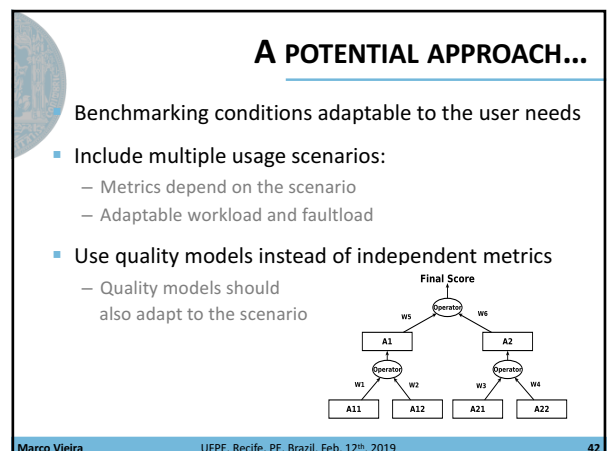 A POTENTIAL APPROACH...
Benchmarking conditions adaptable to the user needs
Include multiple usage scenarios:
– Metrics depend on the scenario
– Adaptable workload and faultload
Use quality models instead of independent metrics
– Quality models should
also adapt to the scenario
Final Score
Operator
W5 W6
A1 A2
Operator Operator
W1 W2 W3 W4
A11 A12 A21 A22
Marco Vieira UFPE, Recife, PE, Brazil, Feb. 12th, 2019 42